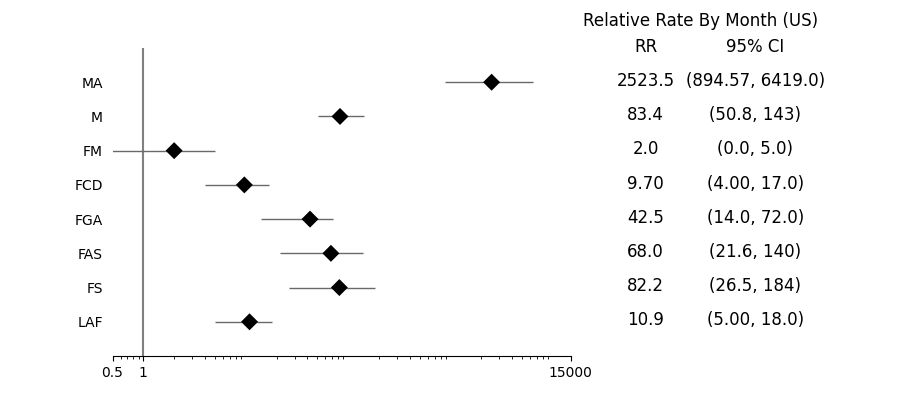 Relative Rate By Month (US)
RR 95% CI
MA 2523.5 (894.57, 6419.0)
M 83.4 (50.8, 143)
FM 2.0 (0.0, 5.0)
FCD 9.70 (4.00, 17.0)
FGA 42.5 (14.0, 72.0)
FAS 68.0 (21.6, 140)
FS 82.2 (26.5, 184)
LAF 10.9 (5.00, 18.0)
0.5 1 15000